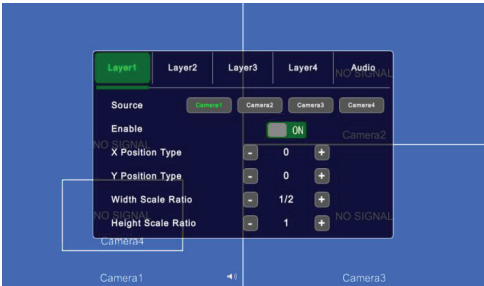 Layer1 Layer2 Layer3 Layer4 Audio
NO SIGNAL
Source Camera1 Camera2 Camera3 Camera4
Enable ON
Camera2
NO SIGNAL
X Position Type - 0 +
Y Position Type - 0 +
Width Scale Ratio - 1/2 +
NO SIGNAL NO SIGNAL
Height Scale Ratio - 1 +
Camera4
Camera1 Camera3